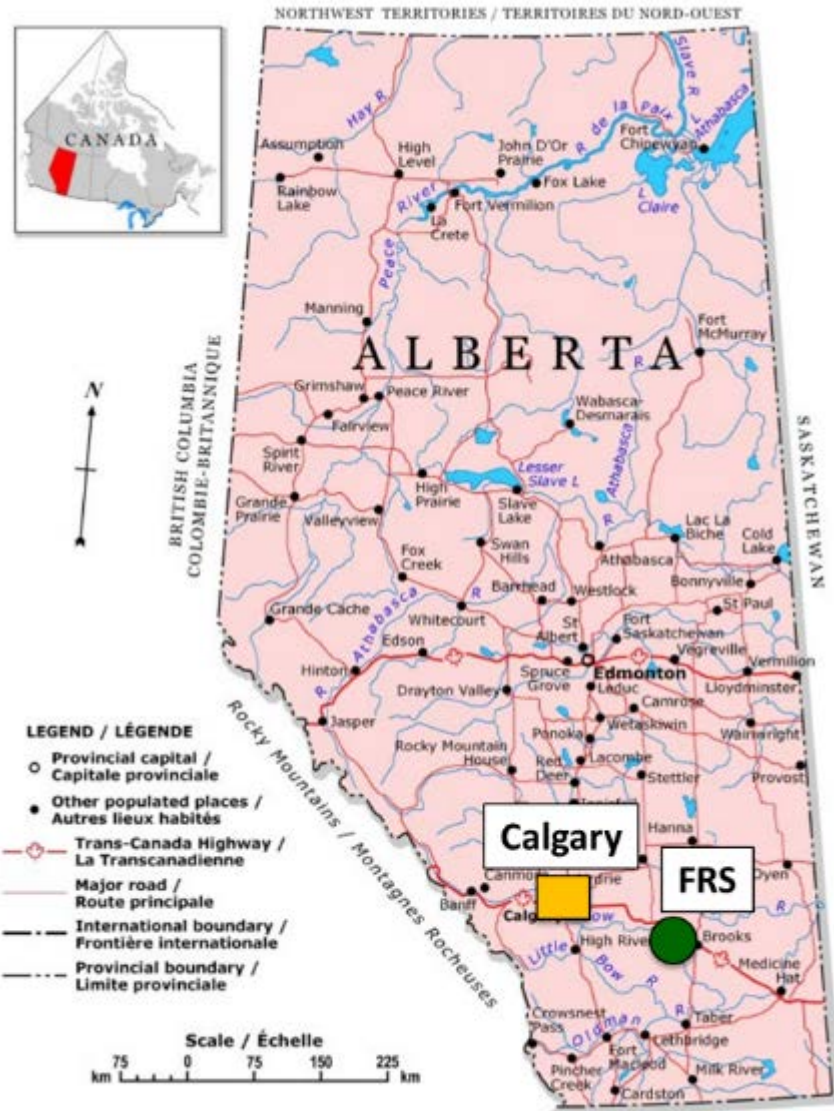 NORTHWEST TERRITORIES / TERRITOIRES DU NORD-OUEST
CANADA
Hay R
Slave R
R de la Paix
L Athabasca
Assumption
High
Level
John D'Or
Prairie
Fort
Chipewyan
Rainbow
Lake
Fox Lake
Fort Vermilion
River
La
Crete
L
Claire
Peace
Manning
Fort
McMurray
ALBERTA
BRITISH COLUMBIA
COLOMBIE-BRITANNIQUE
SASKATCHEWAN
N
Grimshaw
Peace River
Fairview
Wabasca-
Desmarais
R
Athabasca
Spirit
River
High
Prairie
Lesser
Slave L
Slave
Lake
R
Grande
Prairie
Valleyview
Lac La
Biche
Cold
Lake
Fox
Creek
Swan
Hills
Athabasca
Bonnyville
Barrhead
Westlock
St Paul
Grande Cache
Athabasca
R
Whitecourt
St
Albert
Fort
Saskatchewan
Edson
Vegreville
Vermilion
Hinton
Spruce
Grove
Edmonton
Lloydminster
R
Drayton Valley
Leduc
Camrose
Jasper
Wetaskiwin
Ponoka
Wainwright
Rocky Mountain
House
Red
Deer
Lacombe
Stettler
Provost
Rocky Mountains / Montagnes Rocheuses
Calgary
Hanna
FRS
Oyen
Canmore
Banff
Calgary
Bow
R
High River
Brooks
Little
Bow
R
Medicine
Hat
Crowsnest
Pass
Oldman
R
Taber
Fort
Macleod
Lethbridge
Pincher
Creek
Milk River
Cardston
LEGEND / LÉGENDE
Provincial capital /
Capitale provinciale
Other populated places /
Autres lieux habités
Trans-Canada Highway /
La Transcanadienne
Major road /
Route principale
International boundary /
Frontière internationale
Provincial boundary /
Limite provinciale
Scale / Échelle
75 0 75 150 225
km km